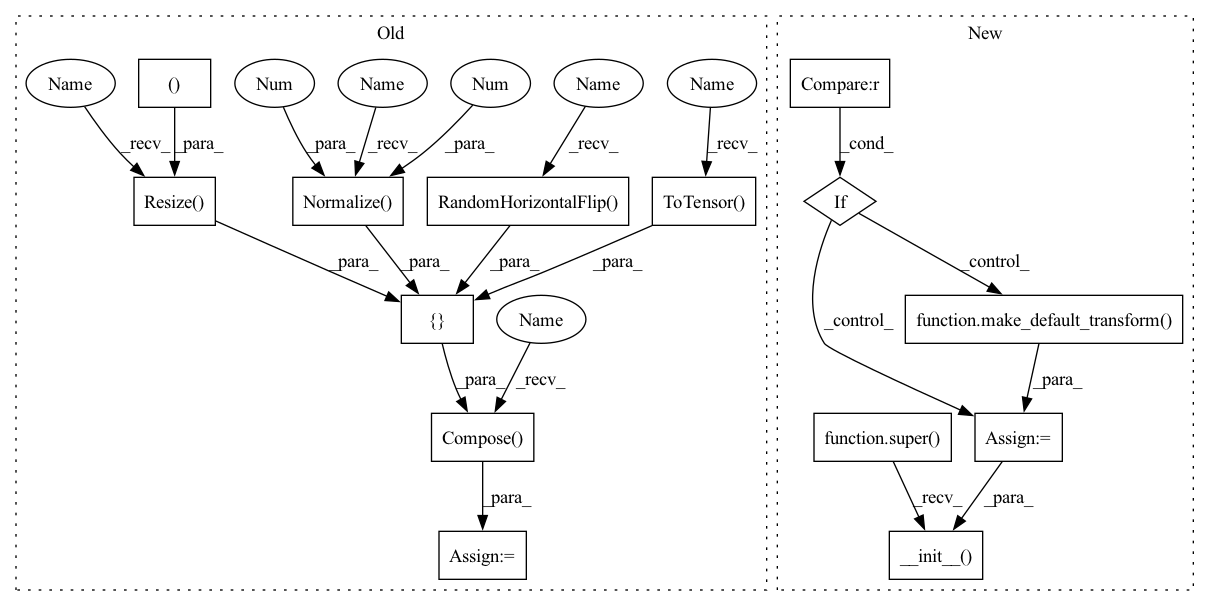 Old
New
Name
()
Num
Name
Num
Name
Name
Compare:r
_recv_
_para_
_para_
_recv_
_para_
_recv_
_recv_
_cond_
Resize()
Normalize()
RandomHorizontalFlip()
ToTensor()
If
_para_
_para_
_para_
_para_
_control_
{}
Name
_control_
function.make_default_transform()
_para_
_recv_
_para_
Compose()
function.super()
Assign:=
_para_
_recv_
_para_
Assign:=
__init__()